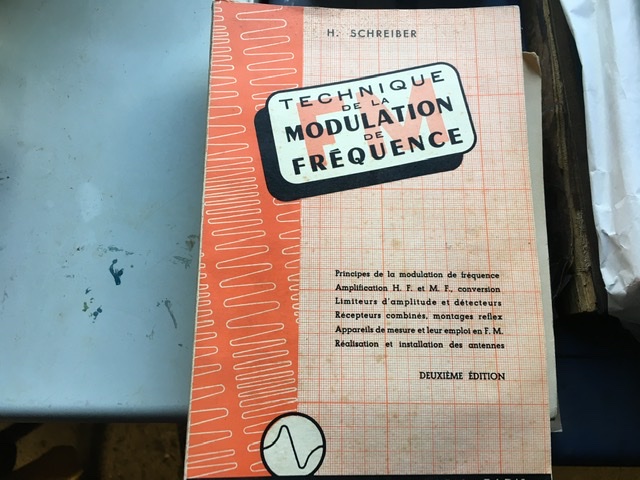 H. SCHREIBER
FM
TECHNIQUE
DE LA
MODULATION
DE
FRÉQUENCE
Principes de la modulation de fréquence
Amplification H. F. et M. F., conversion
Limiteurs d'amplitude et détecteurs
Récepteurs combinés, montages reflex
Appareils de mesure et leur emploi en F. M.
Réalisation et installation des antennes
DEUXIÈME ÉDITION